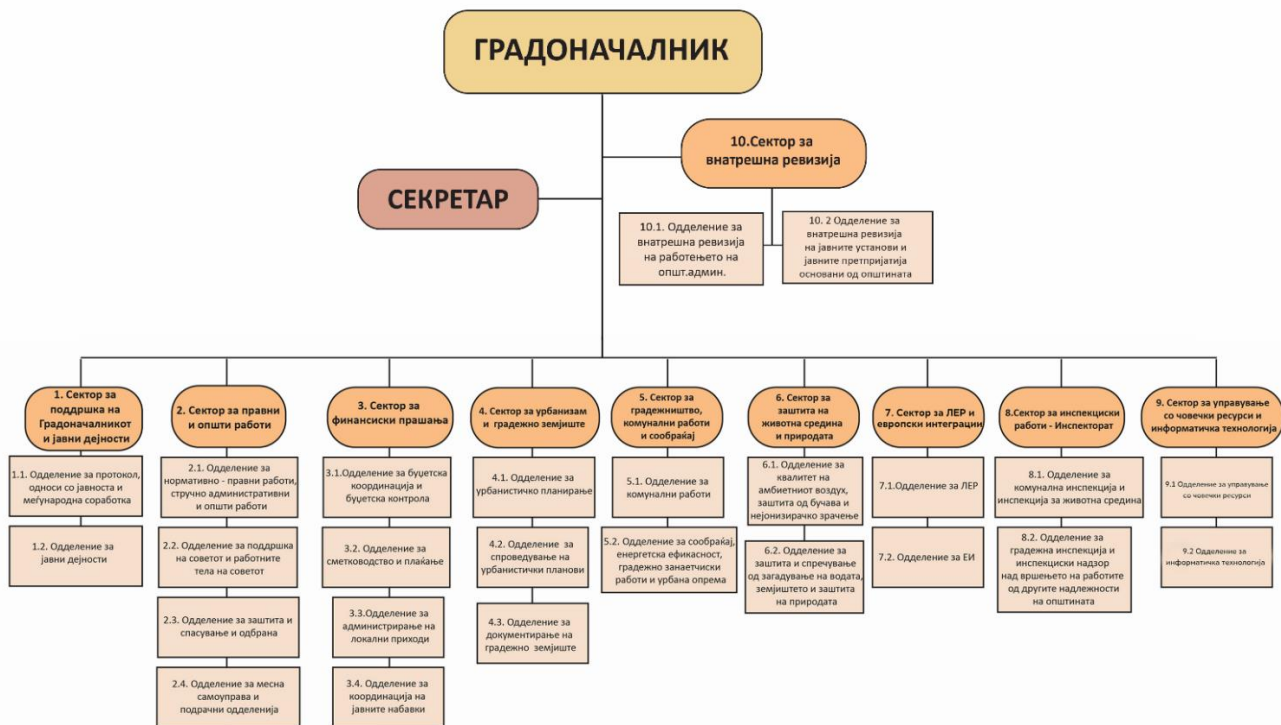 ГРАДОНАЧАЛНИК
10.Сектор за
внатрешна ревизија
СЕКРЕТАР
10.1. Одделение за
внатрешна ревизија
на работењето на
општ.админ.
10. 2 Одделение за
внатрешна ревизија
на јавните установи и
јавните претпријатија
основани од општината
1. Сектор за
поддршка на
Градоначалникот
и јавни дејности
1.1. Одделение за протокол,
односи со јавноста и
меѓународна соработка
1.2. Одделение за
јавни дејности
2. Сектор за правни
и општи работи
2.1. Одделение за
нормативно - правни работи,
стручно административни
и општи работи
2.2. Одделение за поддршка
на советот и работните
тела на советот
2.3. Одделение за заштита и
спасување и одбрана
2.4. Одделение за месна
самоуправа и
подрачни одделенија
3. Сектор за
финансиски прашања
3.1.Одделение за буџетска
координација и
буџетска контрола
3.2. Одделение за
сметководство и плаќање
3.3.Одделение за
администрирање на
локални приходи
3.4. Одделение за
координација на
јавните набавки
4. Сектор за урбанизам
и градежно земјиште
4.1. Одделение за
урбанистичко планирање
4.2. Одделение за
спроведување на
урбанистички планови
4.3. Одделение за
документирање на
градежно земјиште
5. Сектор за
градежништво,
комунални работи
и сообраќај
5.1. Одделение за
комунални работи
5.2. Одделение за сообраќај,
енергетска ефикасност,
градежно занаетчиски
работи и урбана опрема
6. Сектор за
заштита на
животна средина
и природата
6.1. Одделение за
квалитет на
амбиетниот воздух,
заштита од бучава и
нејонизирачко зрачење
6.2. Одделение за
заштита и спречување
од загадување на водата,
земјиштето и заштита
на природата
7. Сектор за ЛЕР и
европски интеграции
7.1.Одделение за ЛЕР
7.2. Одделение за ЕИ
8.Сектор за инспекциски
работи - Инспекторат
8.1. Одделение за
комунална инспекција и
инспекција за животна средина
8.2. Одделение за
градежна инспекција и
инспекциски надзор
над вршењето на работите
од другите надлежности
на општината
9. Сектор за управување
со човечки ресурси и
информатичка технологија
9.1 Одделение за управување
со човечки ресурси
9.2 Одделение за
информатичка технологија